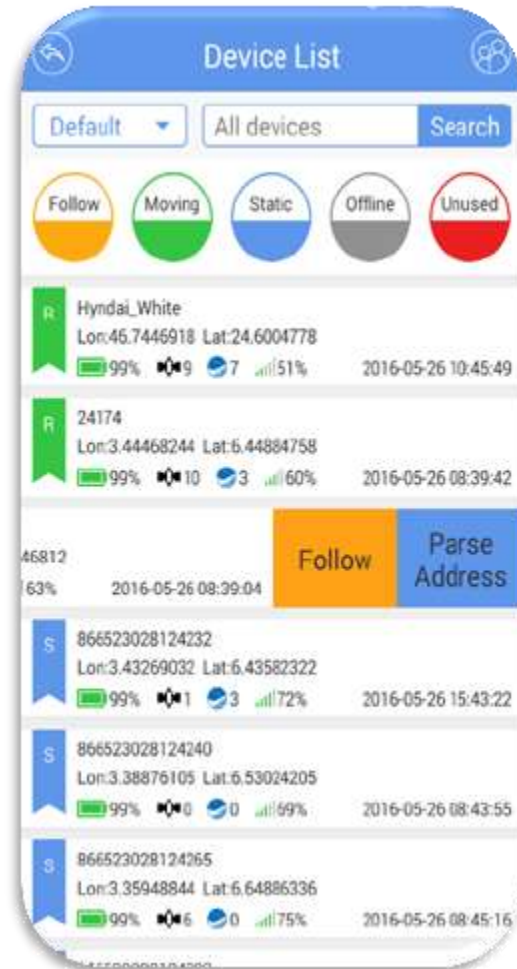 Device List
Default All devices Search
Follow Moving Static Offline Unused
R Hyndai_White
Lon:46.7446918 Lat:24.6004778
99% 9 7 51% 2016-05-26 10:45:49
R 24174
Lon:3.44468244 Lat:6.44884758
99% 10 3 60% 2016-05-26 08:39:42
46812
63% 2016-05-26 08:39:04 Follow Parse Address
S 866523028124232
Lon:3.43269032 Lat:6.43582322
99% 1 3 72% 2016-05-26 15:43:22
S 866523028124240
Lon:3.38876105 Lat:6.53024205
99% 0 0 69% 2016-05-26 08:43:55
S 866523028124265
Lon:3.35948844 Lat:6.64886336
99% 6 0 75% 2016-05-26 08:45:16